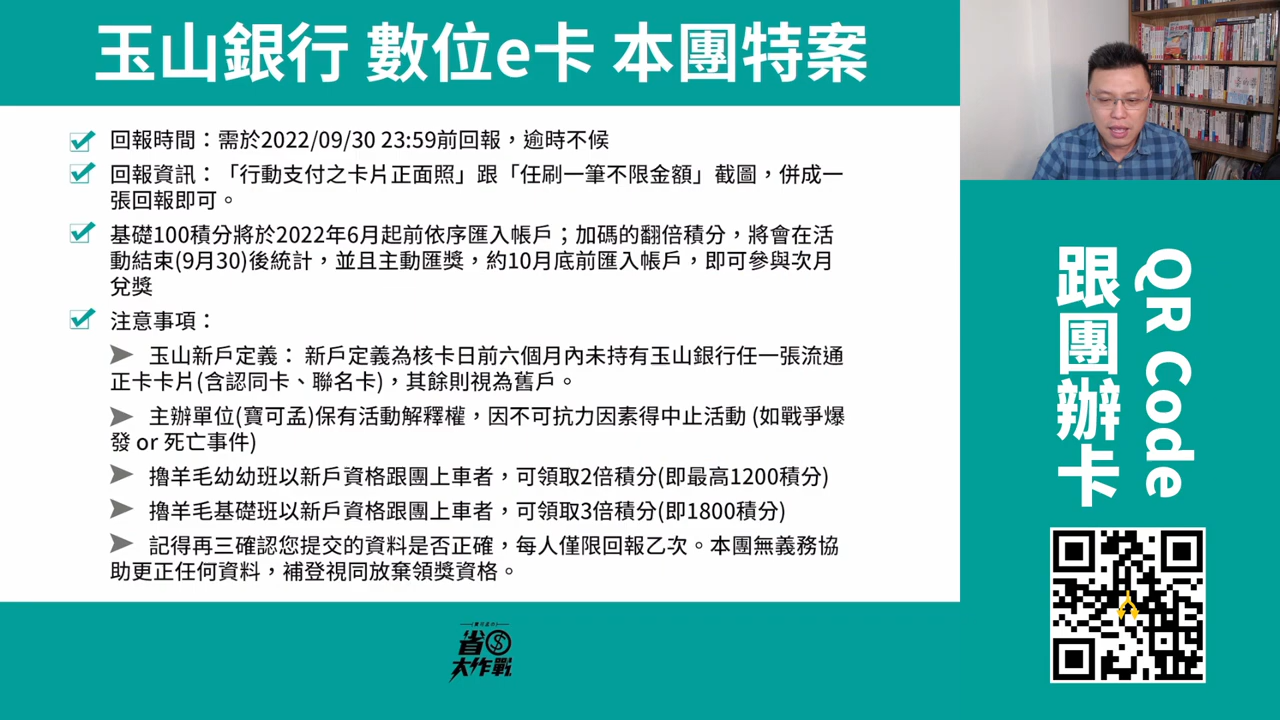 玉山銀行 數位e卡 本團特案
回報時間：需於2022/09/30 23:59前回報，逾時不候
回報資訊：「行動支付之卡片正面照」跟「任刷一筆不限金額」截圖，併成一
張回報即可。
基礎100積分將於2022年6月起前依序匯入帳戶；加碼的翻倍積分，將會在活
動結束(9月30)後統計，並且主動匯獎，約10月底前匯入帳戶，即可參與次月
兌獎
注意事項：
玉山新戶定義： 新戶定義為核卡日前六個月內未持有玉山銀行任一張流通
正卡卡片(含認同卡、聯名卡)，其餘則視為舊戶。
主辦單位(寶可孟)保有活動解釋權，因不可抗力因素得中止活動 (如戰爭爆
發 or 死亡事件)
擼羊毛幼幼班以新戶資格跟團上車者，可領取2倍積分(即最高1200積分)
擼羊毛基礎班以新戶資格跟團上車者，可領取3倍積分(即1800積分)
記得再三確認您提交的資料是否正確，每人僅限回報乙次。本團無義務協
助更正任何資料，補登視同放棄領獎資格。
QR Code
跟團辦卡
寶可孟の
省
大作戰